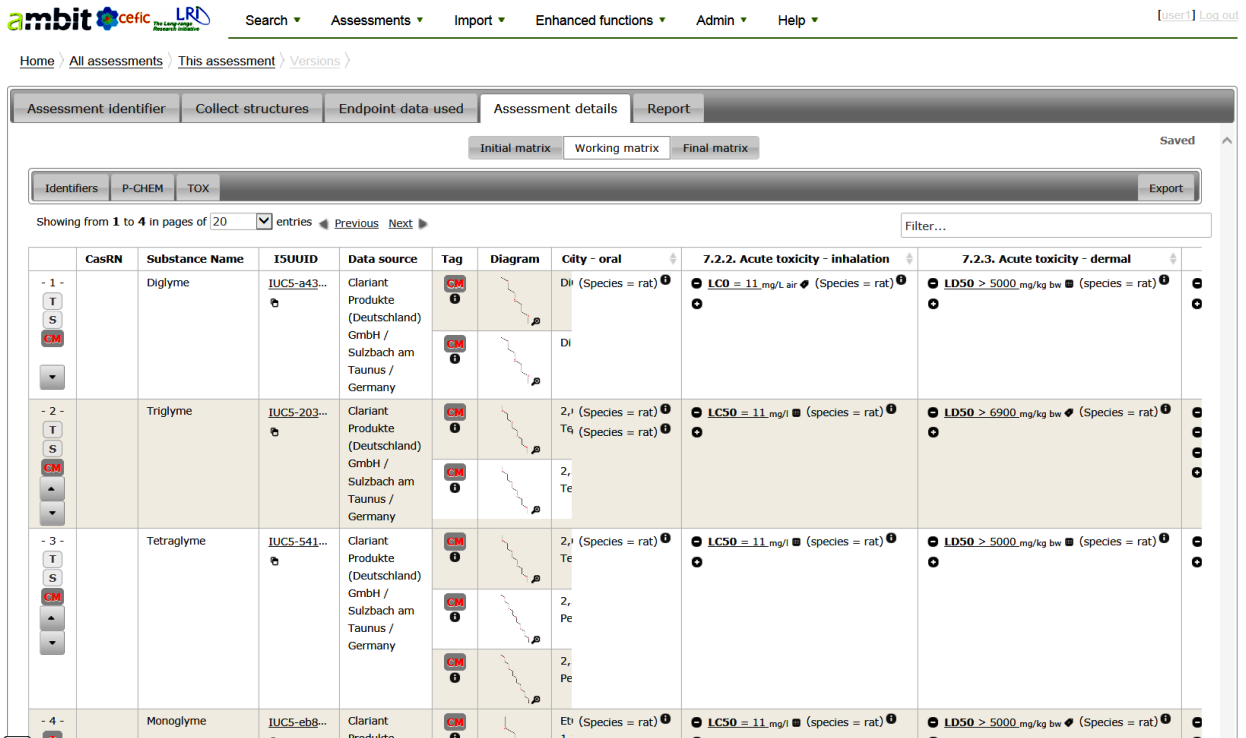 ambit cefic LRI
The Long-range
Research Initiative
Search ▼ Assessments ▼ Import ▼ Enhanced functions ▼ Admin ▼ Help ▼
[user1] Log out
Home All assessments This assessment Versions
Assessment identifier Collect structures Endpoint data used Assessment details Report
Initial matrix Working matrix Final matrix
Saved
Identifiers P-CHEM TOX Export
Showing from 1 to 4 in pages of 20 entries Previous Next
Filter...
CasRN Substance Name I5UUID Data source Tag Diagram C city - oral 7.2.2. Acute toxicity - inhalation 7.2.3. Acute toxicity - dermal
- 1 - Diglyme IUC5-a43... Clariant CM Di (Species = rat) LC0 = 11 mg/L air (Species = rat) LD50 > 5000 mg/kg bw (species = rat)
T Produkte
S (Deutschland)
CM GmbH / CM Di
Sulzbach am
Taunus /
Germany
- 2 - Triglyme IUC5-203... Clariant CM 2, (Species = rat) LC50 = 11 mg/l (species = rat) LD50 > 6900 mg/kg bw (Species = rat)
T Produkte Te (Species = rat)
S (Deutschland)
CM GmbH / CM 2,
Sulzbach am Te
Taunus /
Germany
- 3 - Tetraglyme IUC5-541... Clariant CM 2, (Species = rat) LC50 = 11 mg/l (species = rat) LD50 > 5000 mg/kg bw (species = rat)
T Produkte Te
S (Deutschland)
CM GmbH / CM 2,
Sulzbach am Pe
Taunus /
Germany CM 2,
Pe
- 4 - Monoglyme IUC5-eb8... Clariant CM Et (Species = rat) LC50 = 11 mg/l (species = rat) LD50 > 5000 mg/kg bw (Species = rat)
Produkte